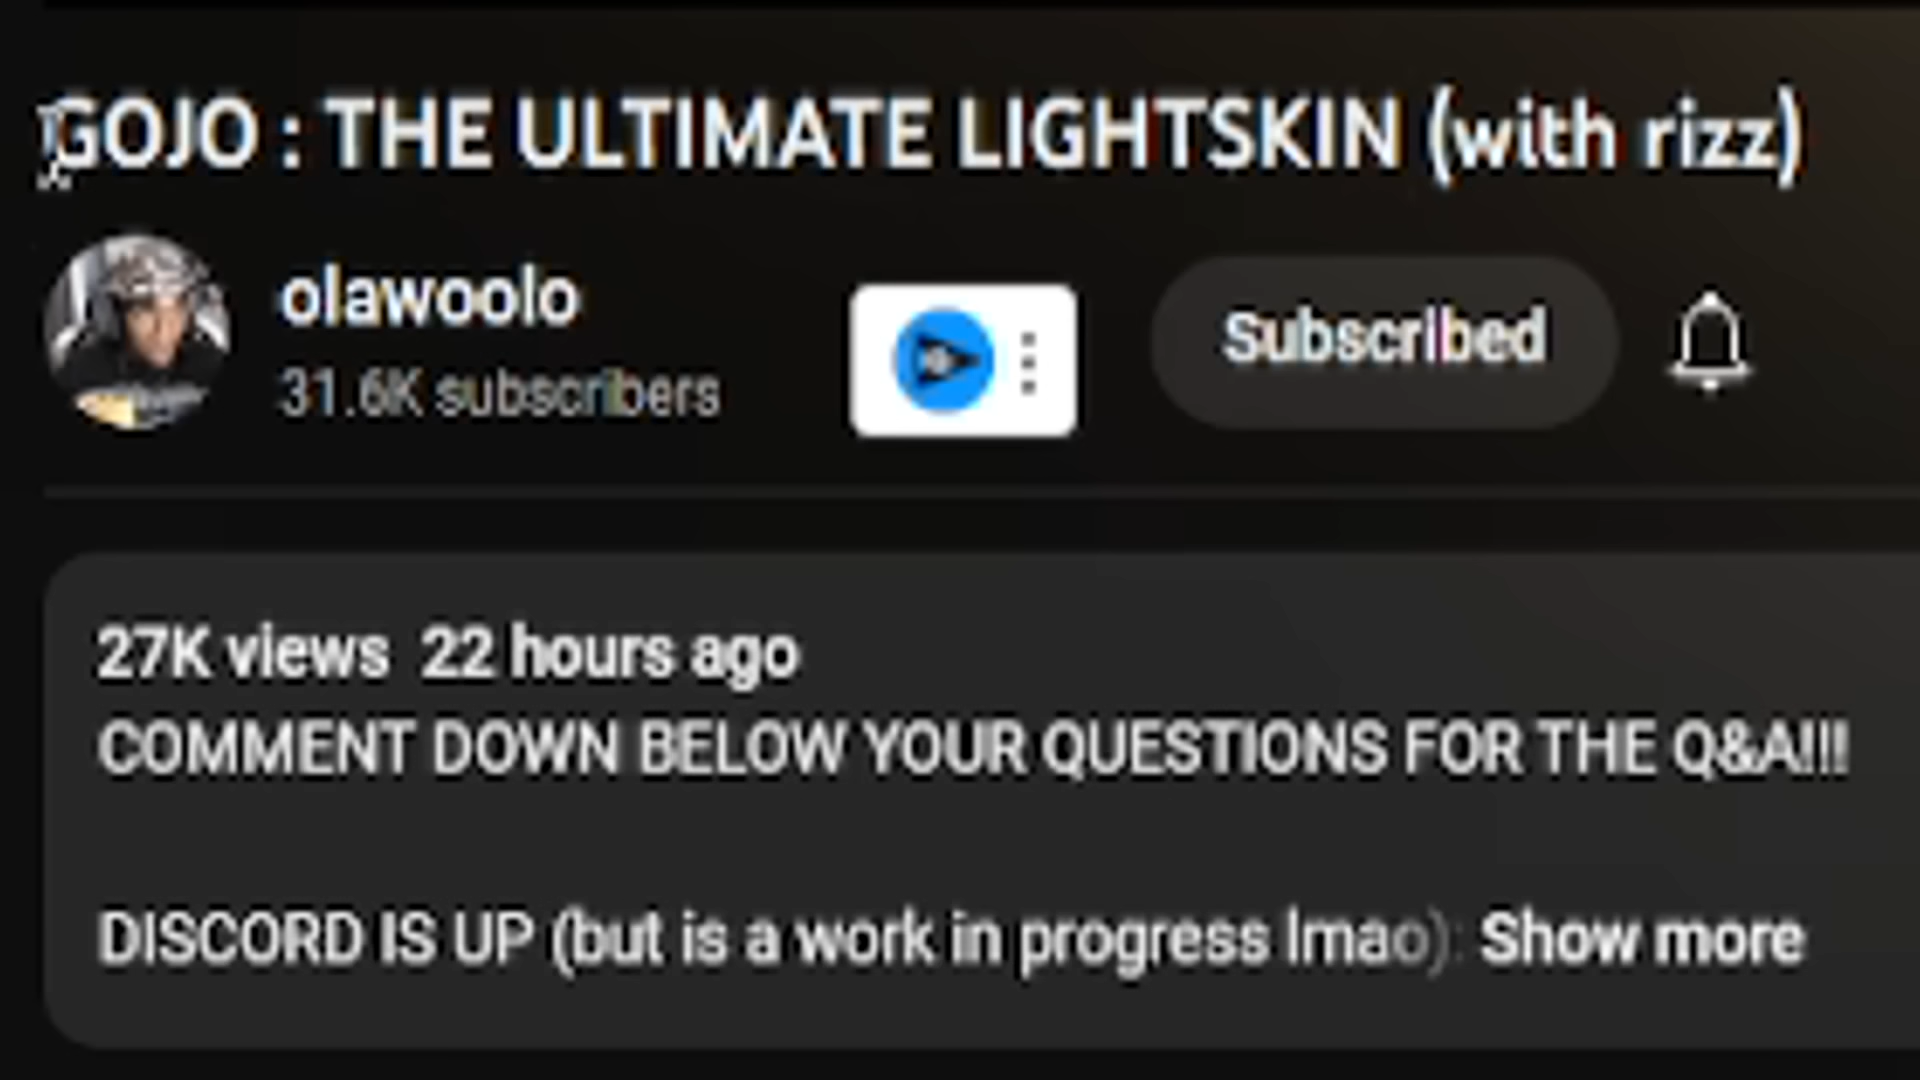 GOJO : THE ULTIMATE LIGHTSKIN (with rizz)
olawoolo
31.6K subscribers
Subscribed
27K views 22 hours ago
COMMENT DOWN BELOW YOUR QUESTIONS FOR THE Q&A!!!
DISCORD IS UP (but is a work in progress lmao): Show more